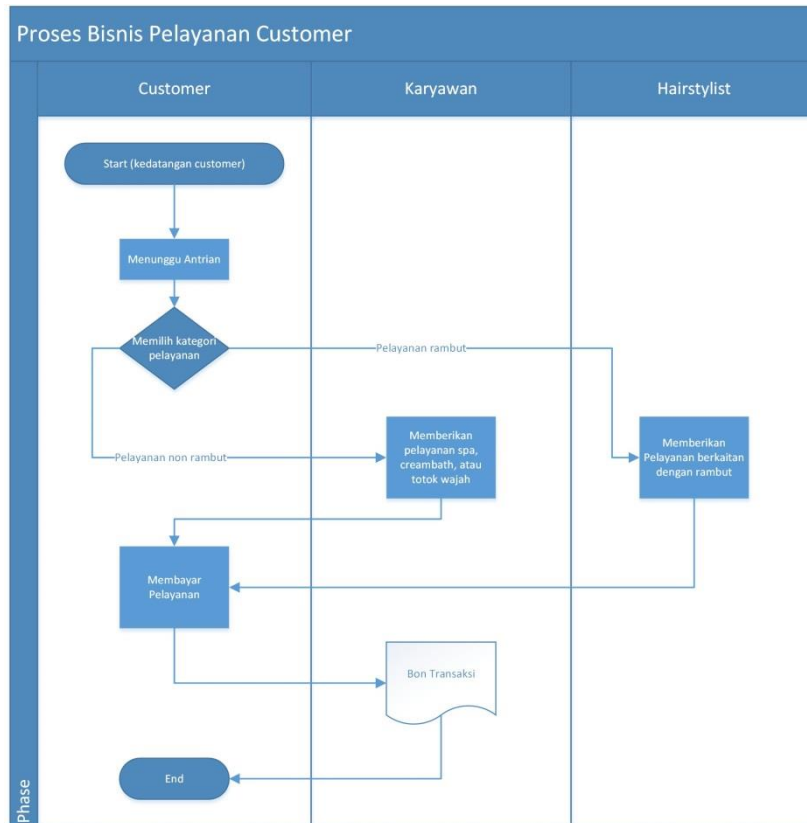 Proses Bisnis Pelayanan Customer
Customer
Karyawan
Hairstylist
Start (kedatangan customer)
Menunggu Antrian
Memilih kategori
pelayanan
Pelayanan rambut
Pelayanan non rambut
Memberikan
pelayanan spa,
creambath, atau
totok wajah
Memberikan
Pelayanan berkaitan
dengan rambut
Membayar
Pelayanan
Bon Transaksi
End
Phase